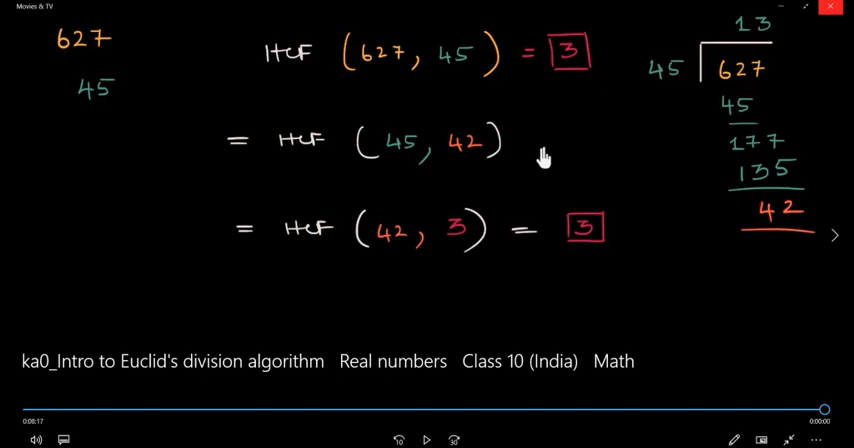 Movies & TV
627
45
HCF (627, 45) = 3
= HCF (45, 42)
= HCF (42, 3) = 3
13
45 627
45
177
135
42
ka0_Intro to Euclid's division algorithm Real numbers Class 10 (India) Math
0:08:17
0:00:00
10
30